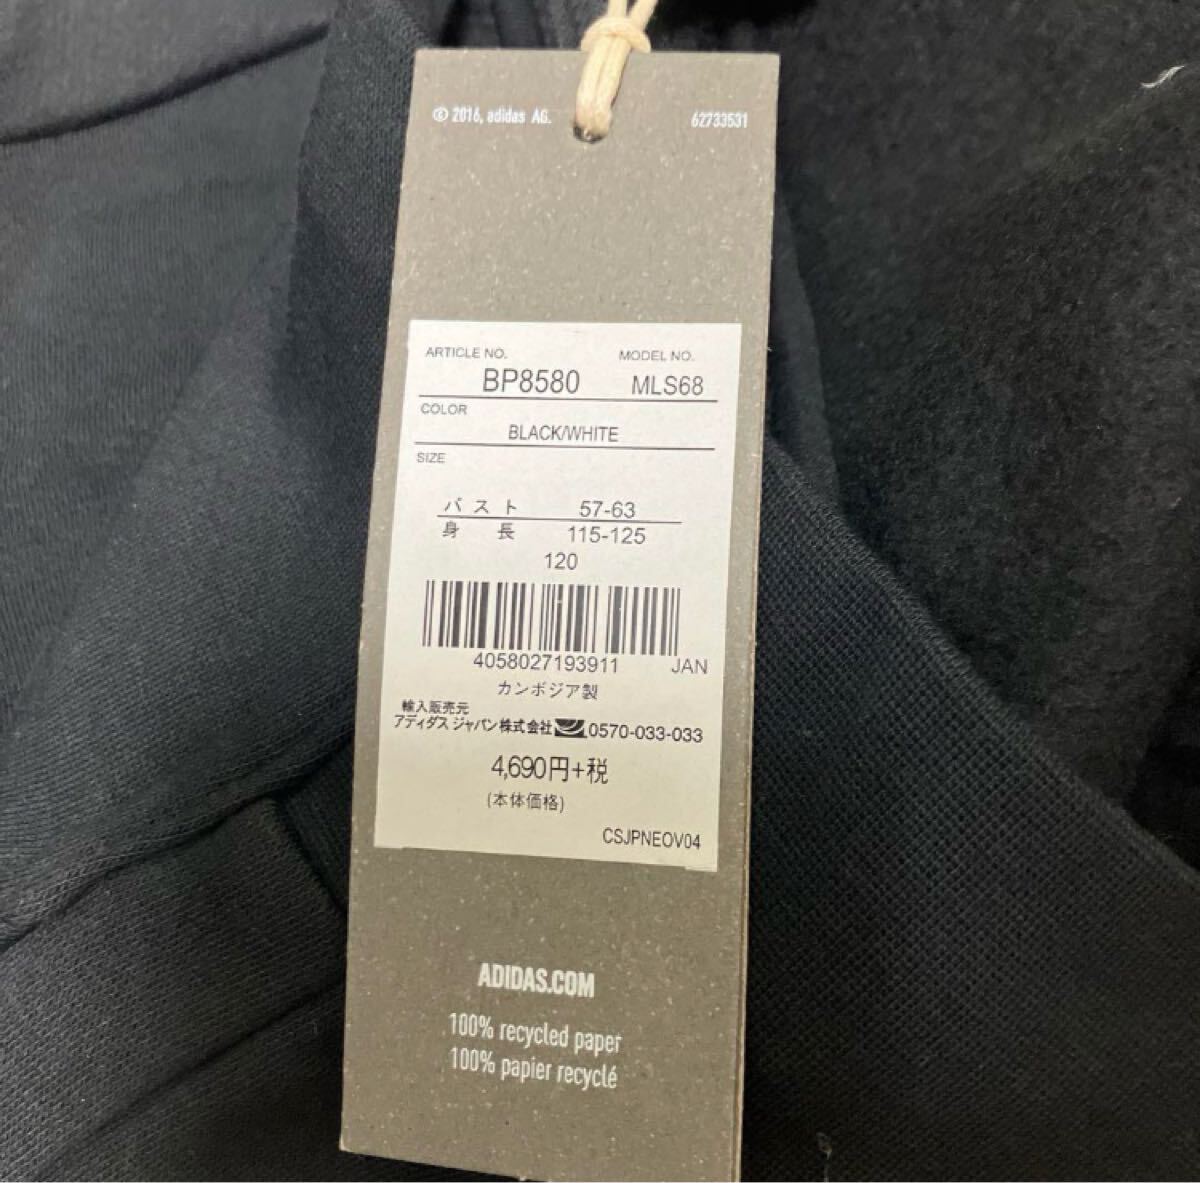 © 2016, adidas AG. 62733531
ARTICLE NO. MODEL NO.
BP8580 MLS68
COLOR
BLACK/WHITE
SIZE
バスト 57-63
身長 115-125
120
4058027193911 JAN
カンボジア製
輸入販売元
アディダス ジャパン株式会社 0570-033-033
4,690円+税
(本体価格)
CSJPNEOV04
ADIDAS.COM
100% recycled paper
100% papier recyclé